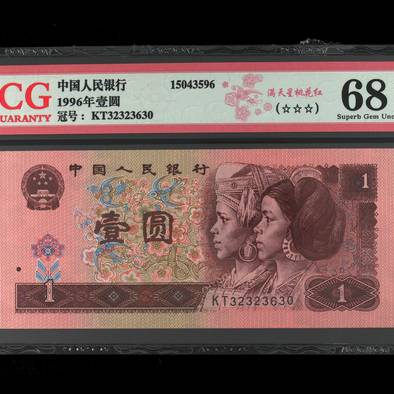 CG
UARANTY
中国人民银行
1996年壹圆
冠号： KT32323630
15043596
满天星桃花红
(☆☆☆)
68
Superb Gem Unc
中国人民银行
1
壹圆
KT32323630
1
1